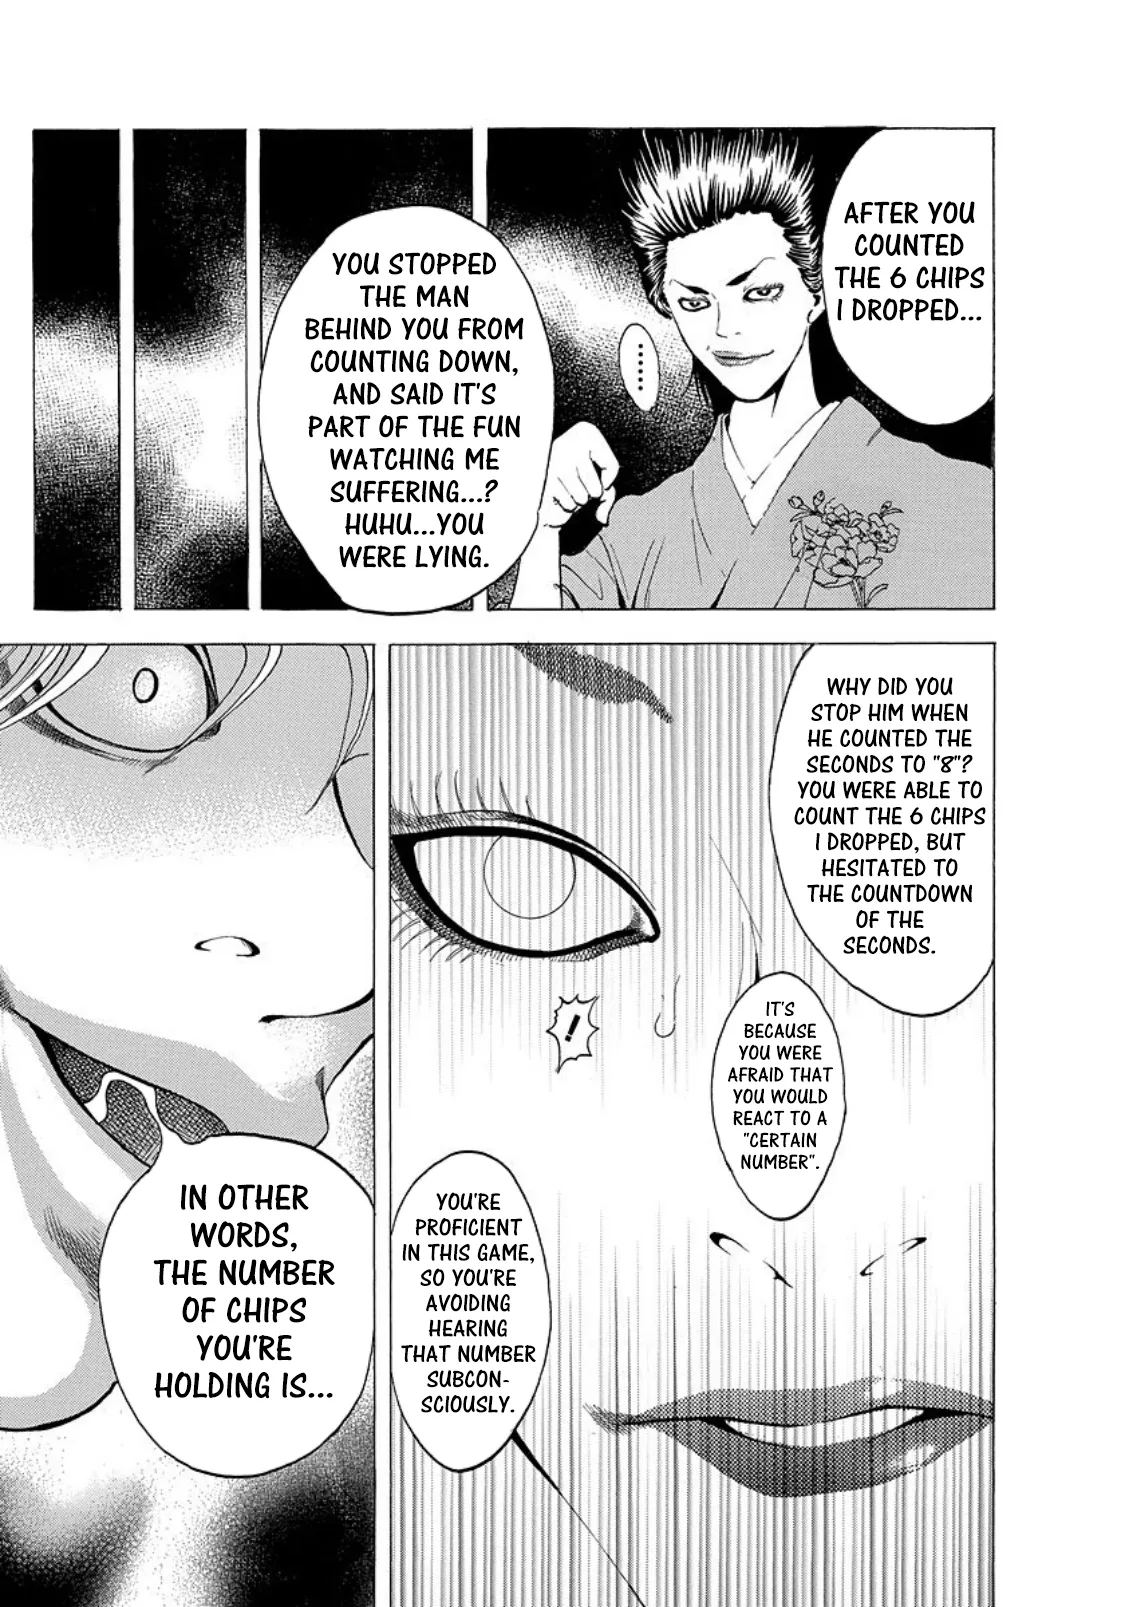 AFTER YOU
COUNTED
THE 6 CHIPS
I DROPPED...
......
YOU STOPPED
THE MAN
BEHIND YOU FROM
COUNTING DOWN,
AND SAID IT'S
PART OF THE FUN
WATCHING ME
SUFFERING...?
HUHU...YOU
WERE LYING.
WHY DID YOU
STOP HIM WHEN
HE COUNTED THE
SECONDS TO "8"?
YOU WERE ABLE TO
COUNT THE 6 CHIPS
I DROPPED, BUT
HESITATED TO
THE COUNTDOWN
OF THE
SECONDS.
IT'S
BECAUSE
YOU WERE
AFRAID THAT
YOU WOULD
REACT TO A
"CERTAIN
NUMBER".
!
YOU'RE
PROFICIENT
IN THIS GAME,
SO YOU'RE
AVOIDING
HEARING
THAT NUMBER
SUBCON-
SCIOUSLY.
IN OTHER
WORDS,
THE NUMBER
OF CHIPS
YOU'RE
HOLDING IS...